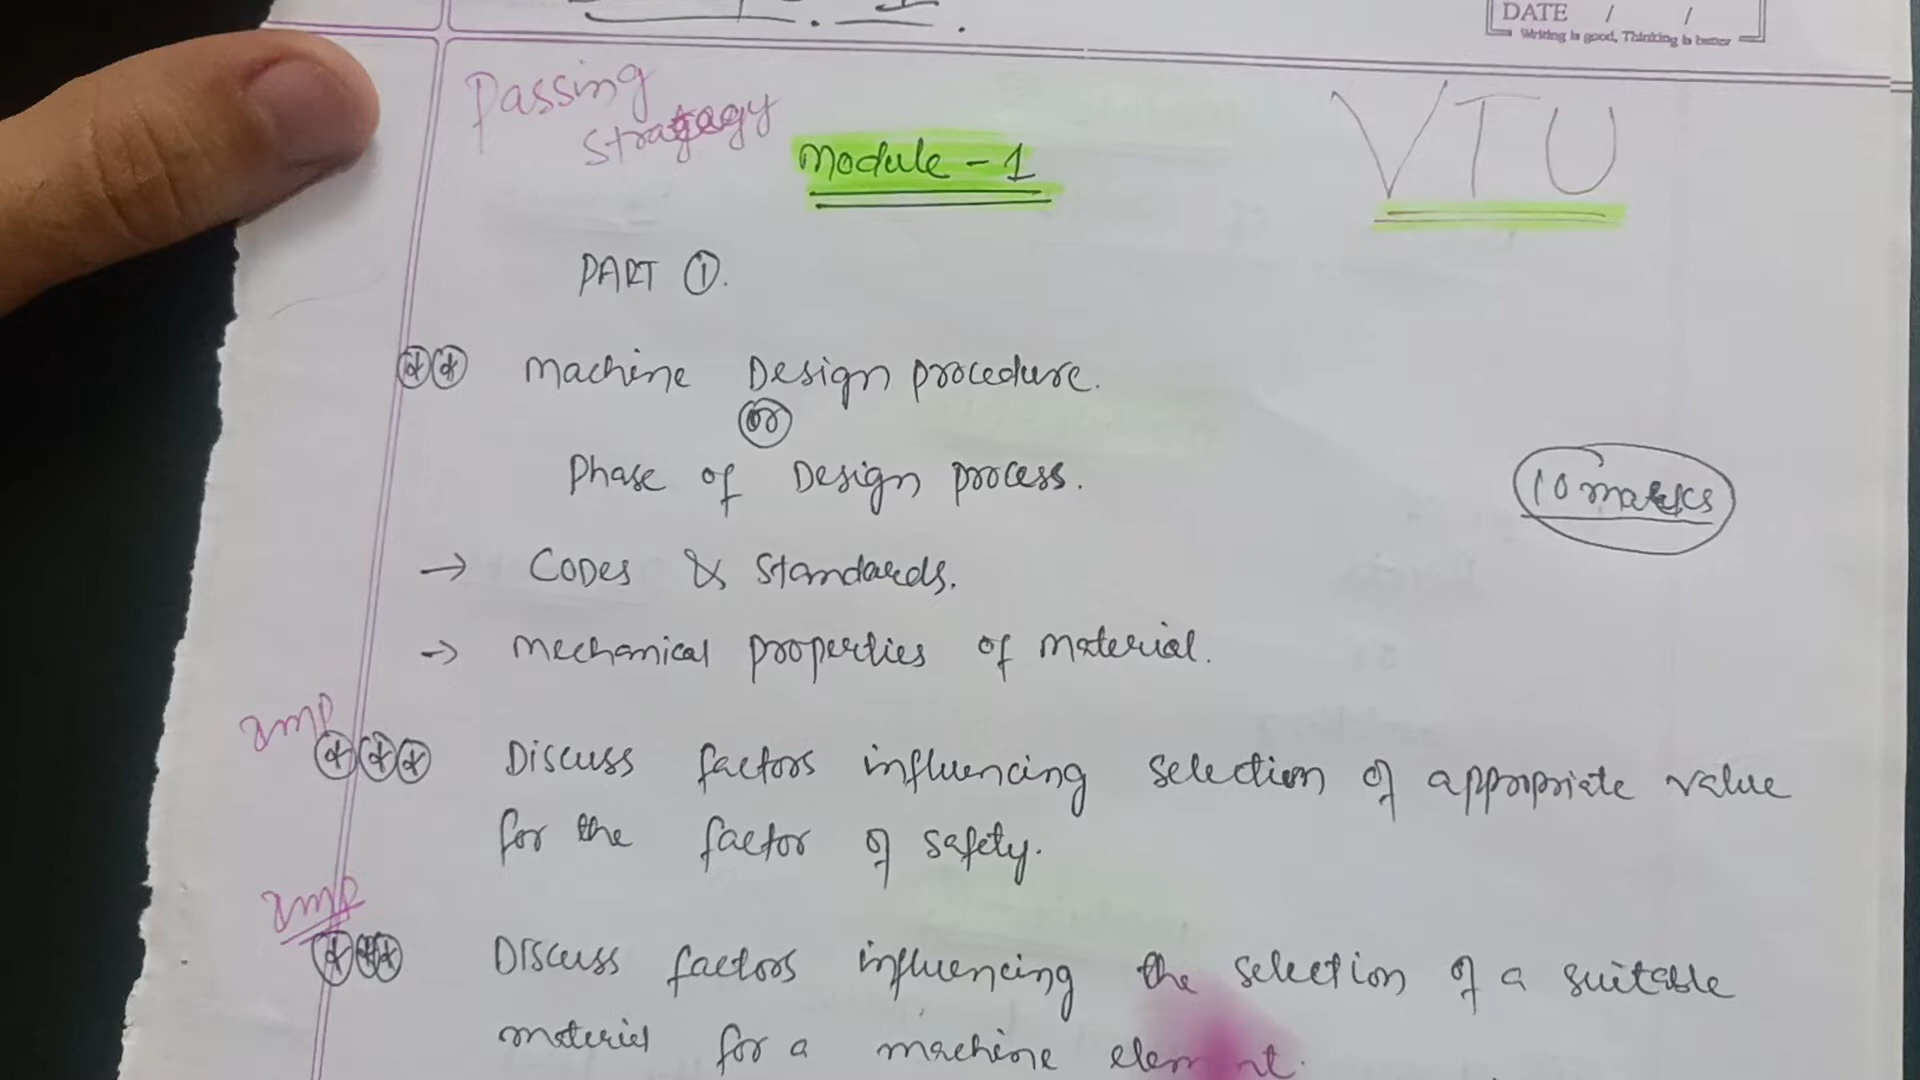 DATE / /
Writing is good, Thinking is better
Passing
Strategy
Module - 1
VTU
PART ①.
Machine Design procedure.
or
Phase of Design process.
10 marks
→ Codes & Standards.
→ Mechanical properties of material.
Imp
Discuss factors influencing selection of appropriate value
for the factor of safety.
Imp
Discuss factors influencing the selection of a suitable
material for a machine element.